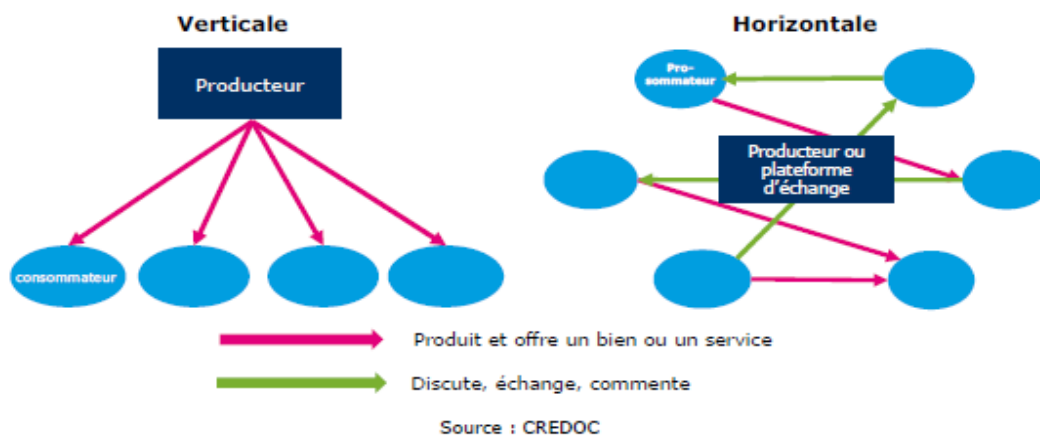 Verticale
Horizontale
Producteur
Pro-
sommateur
Producteur ou
plateforme
d'échange
consommateur
Produit et offre un bien ou un service
Discute, échange, commente
Source : CREDOC